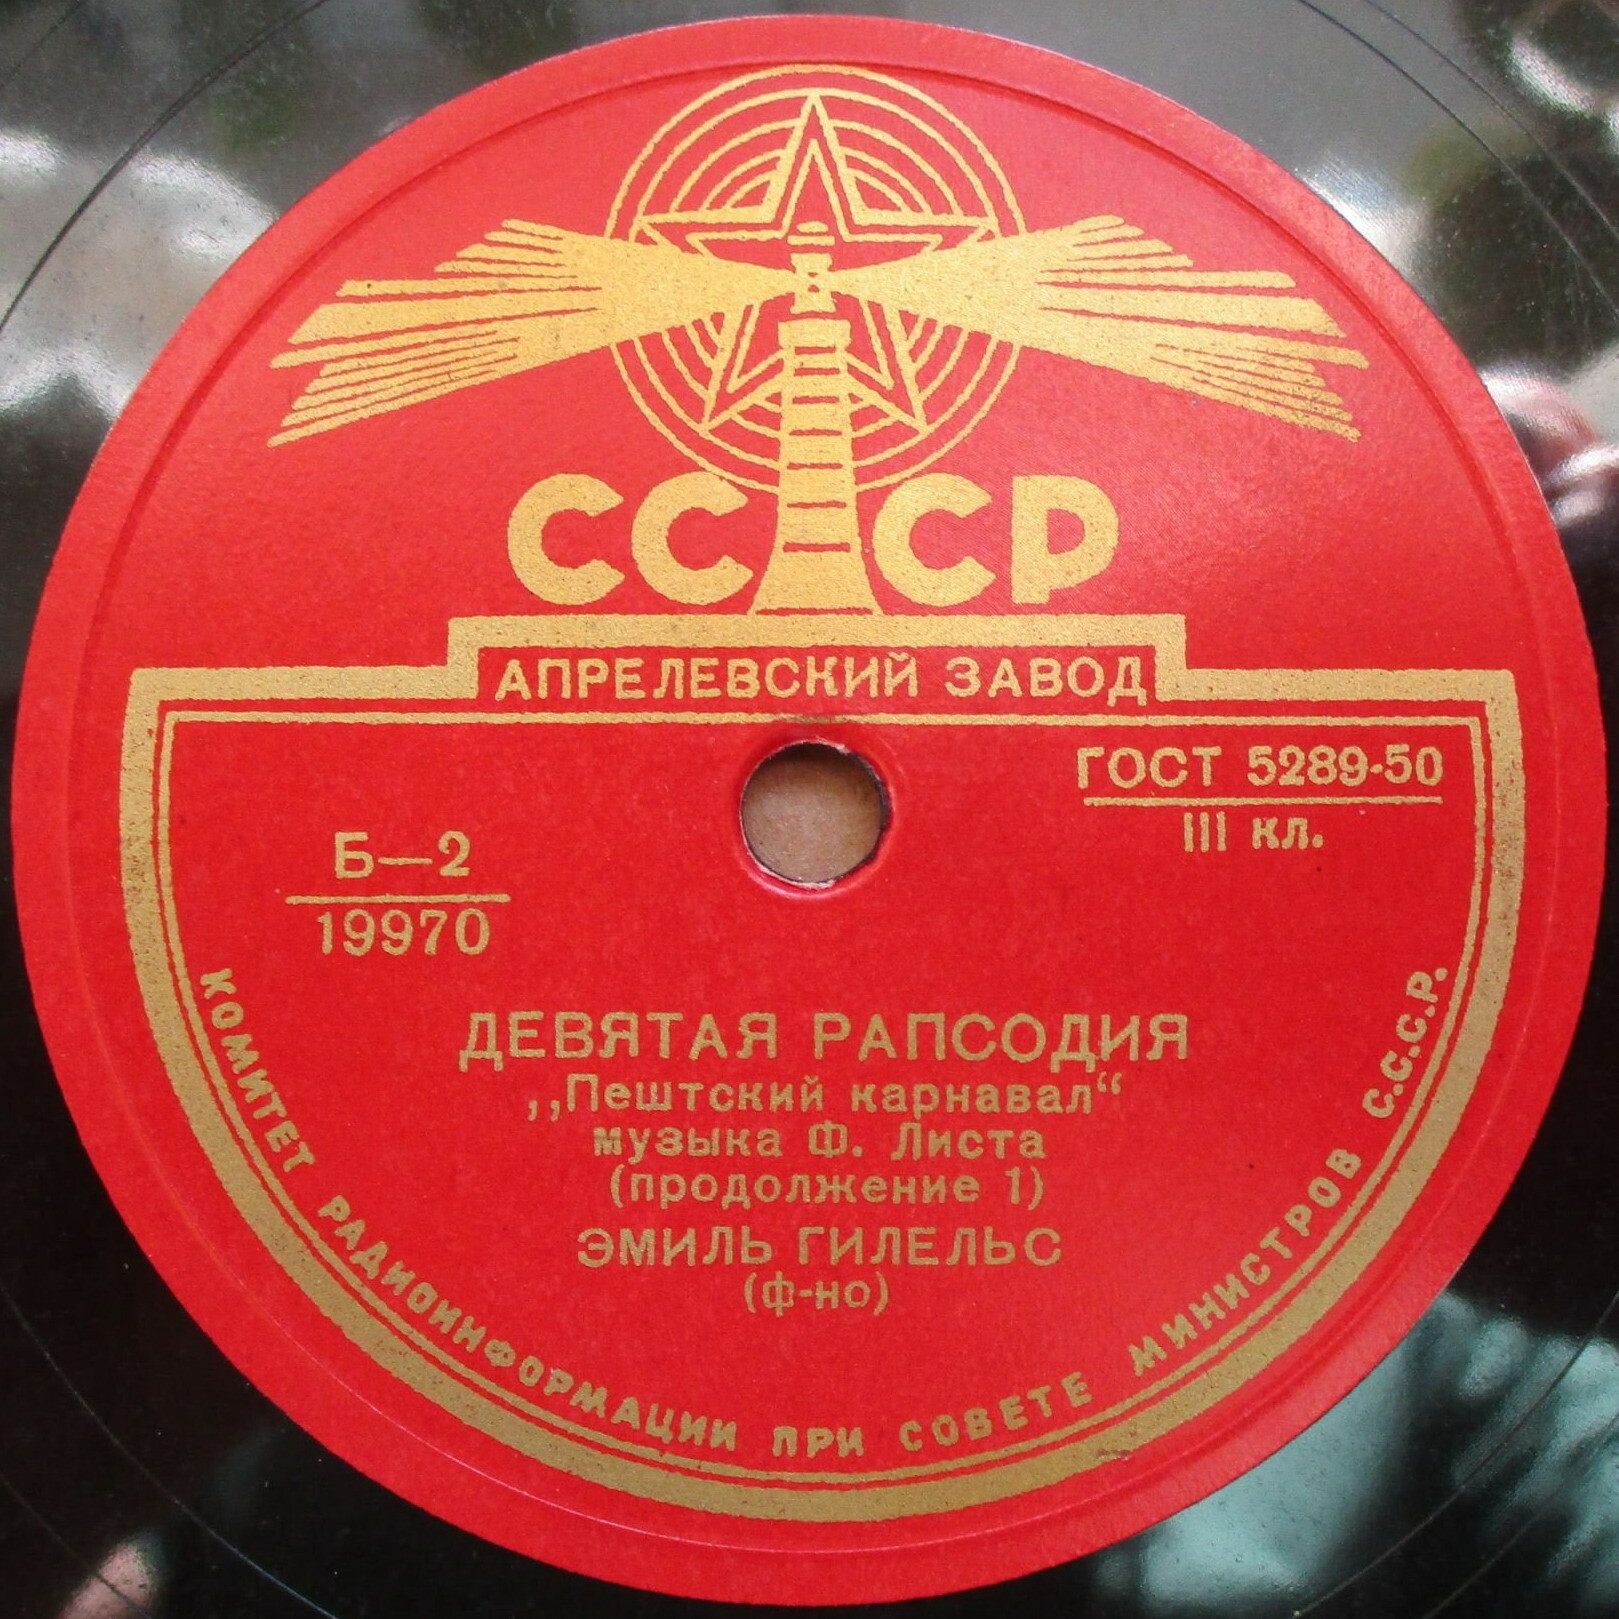 СССР
АПРЕЛЕВСКИЙ ЗАВОД
ГОСТ 5289-50
III кл.
Б—2
19970
ДЕВЯТАЯ РАПСОДИЯ
„Пештский карнавал“
музыка Ф. Листа
(продолжение 1)
ЭМИЛЬ ГИЛЕЛЬС
(ф-но)
КОМИТЕТ РАДИОИНФОРМАЦИИ ПРИ СОВЕТЕ МИНИСТРОВ С.С.С.Р.